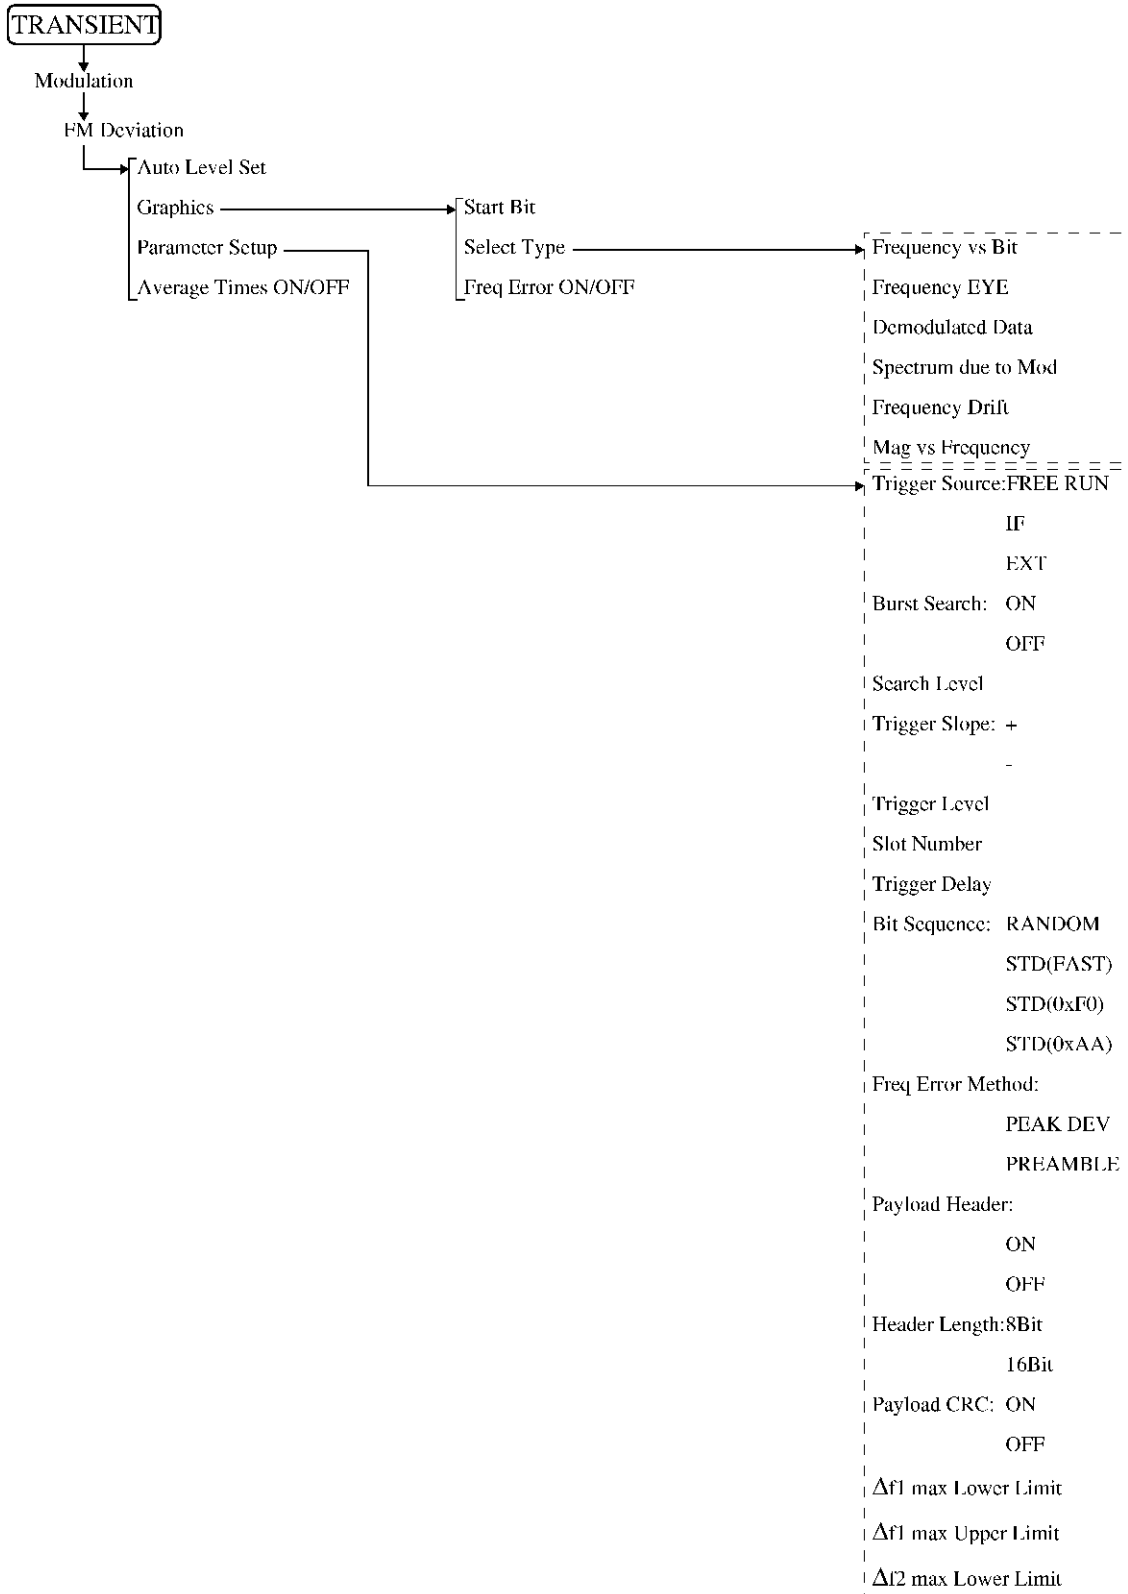 TRANSIENT
Modulation
FM Deviation
Auto Level Set
Graphics
Start Bit
Parameter Setup
Select Type
Frequency vs Bit
Average Times ON/OFF
Freq Error ON/OFF
Frequency EYE
Demodulated Data
Spectrum due to Mod
Frequency Drift
Mag vs Frequency
Trigger Source:FREE RUN
IF
EXT
Burst Search: ON
OFF
Search Level
Trigger Slope: +
-
Trigger Level
Slot Number
Trigger Delay
Bit Sequence: RANDOM
STD(FAST)
STD(0xF0)
STD(0xAA)
Freq Error Method:
PEAK DEV
PREAMBLE
Payload Header:
ON
OFF
Header Length:8Bit
16Bit
Payload CRC: ON
OFF
Δf1 max Lower Limit
Δf1 max Upper Limit
Δf2 max Lower Limit